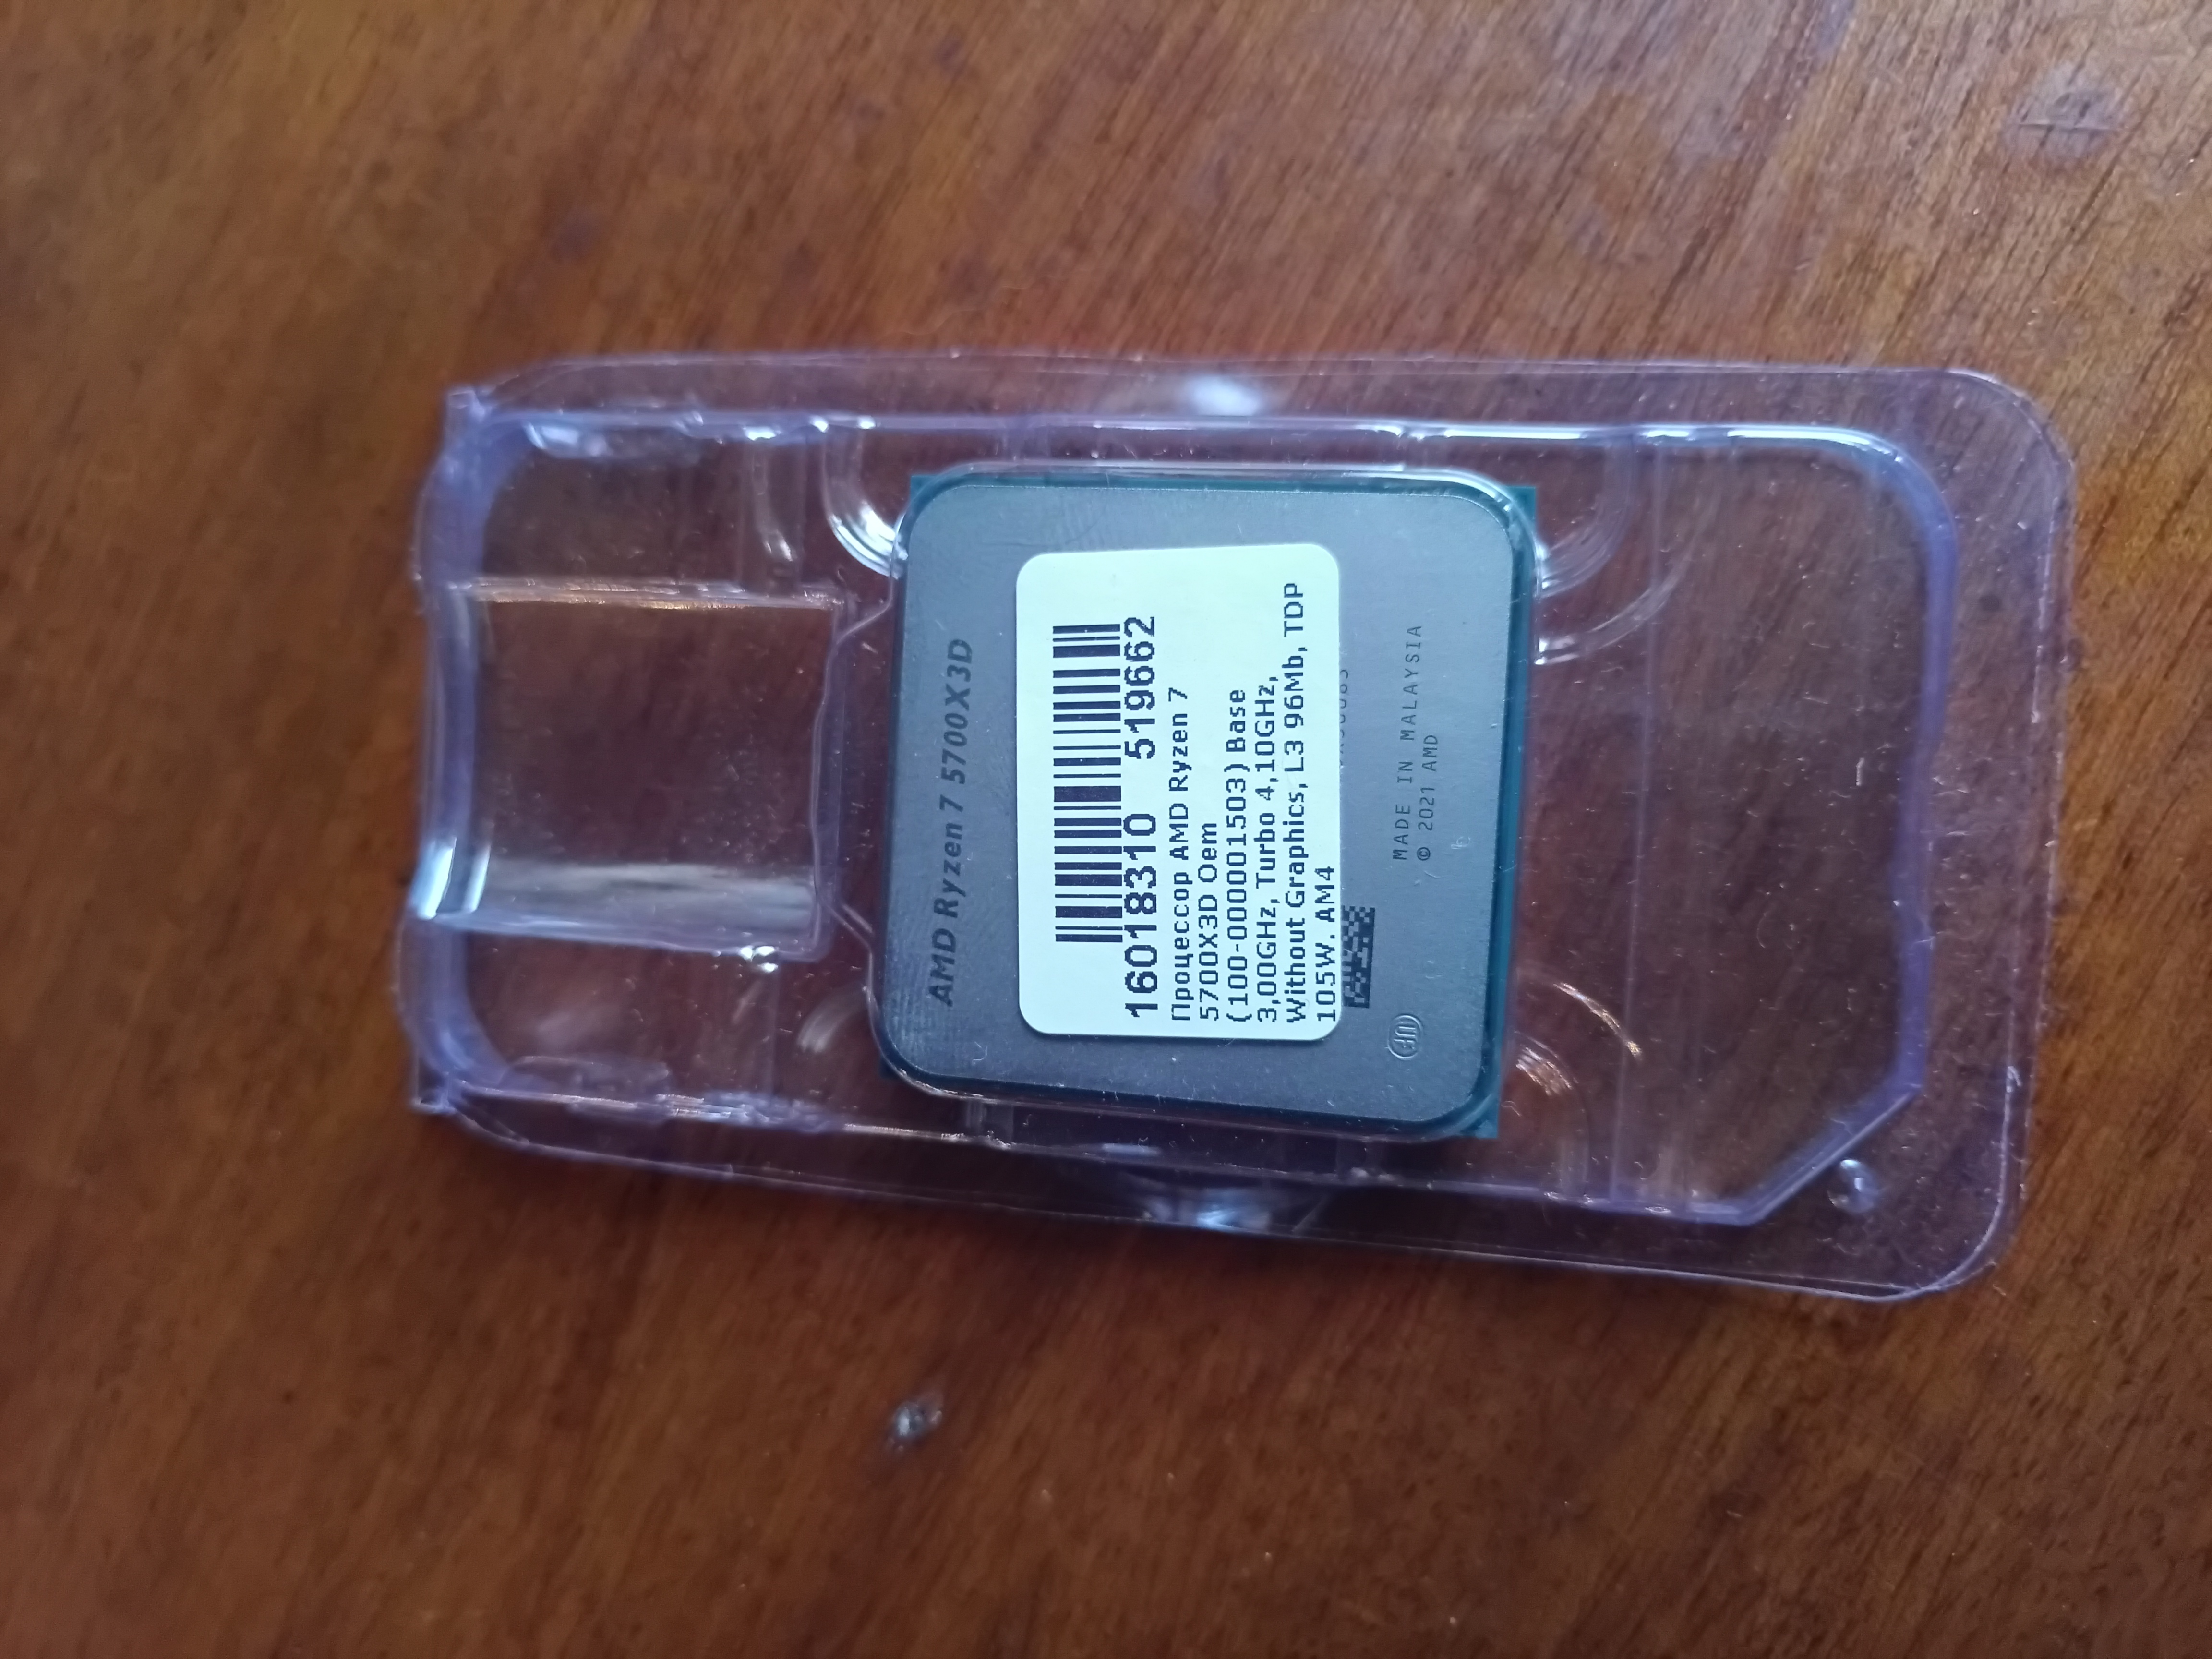 AMD Ryzen 7 5700X3D
16018310 519662
Процессор AMD Ryzen 7
5700X3D Oem
(100-000001503) Base
3,00GHz, Turbo 4,10GHz,
Without Graphics, L3 96Mb, TDP
105W. AM4
MADE IN MALAYSIA
© 2021 AMD